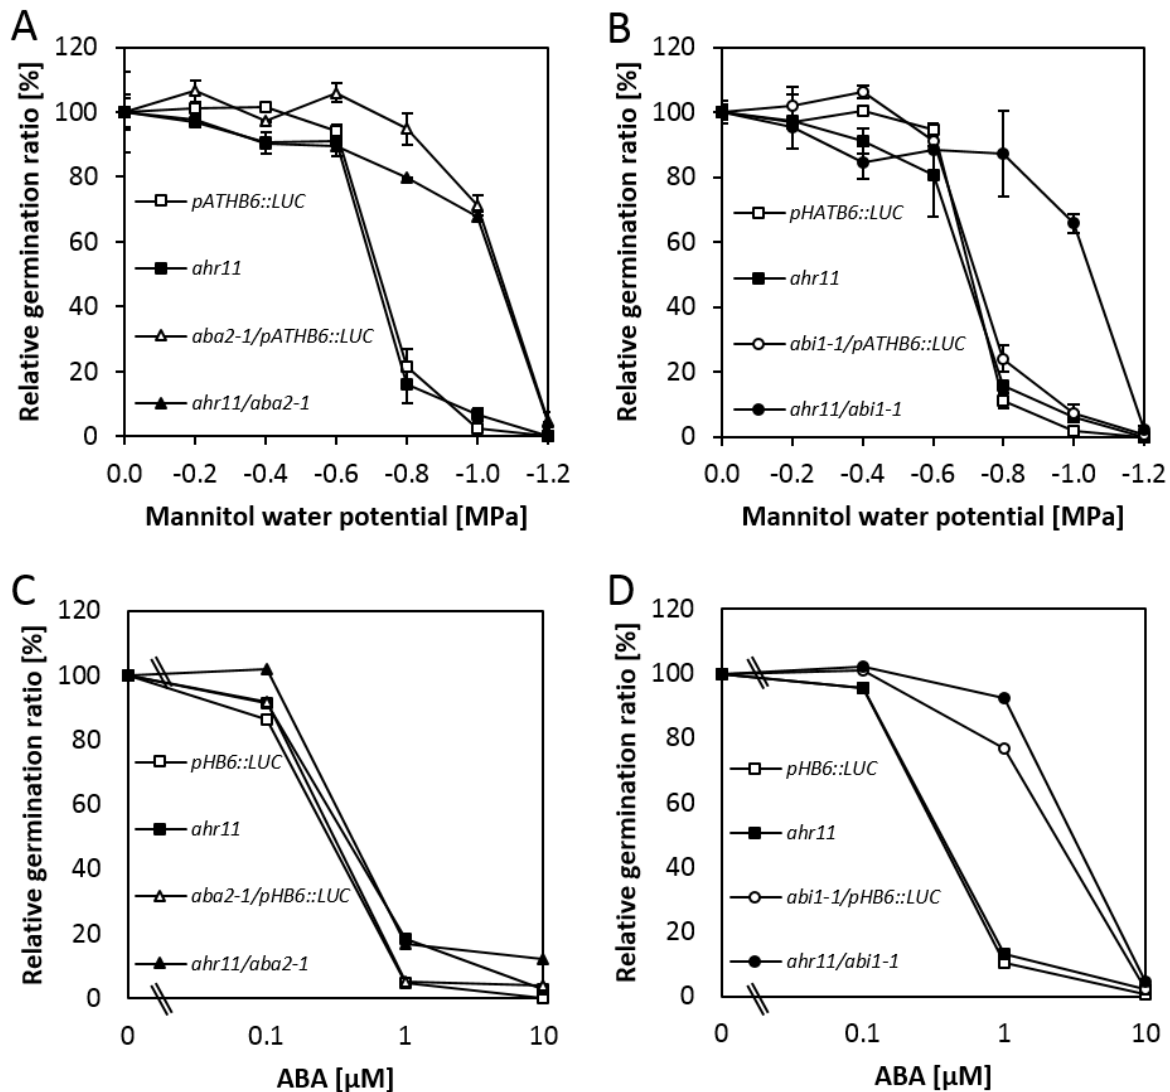 A
Relative germination ratio [%]
120
100
80
60
40
20
0
pATHB6::LUC
ahr11
aba2-1/pATHB6::LUC
ahr11/aba2-1
0.0 -0.2 -0.4 -0.6 -0.8 -1.0 -1.2
Mannitol water potential [MPa]
B
Relative germination ratio [%]
120
100
80
60
40
20
0
pHATB6::LUC
ahr11
abi1-1/pATHB6::LUC
ahr11/abi1-1
0.0 -0.2 -0.4 -0.6 -0.8 -1.0 -1.2
Mannitol water potential [MPa]
C
Relative germination ratio [%]
120
100
80
60
40
20
0
pHB6::LUC
ahr11
aba2-1/pHB6::LUC
ahr11/aba2-1
0 0.1 1 10
ABA [µM]
D
Relative germination ratio [%]
120
100
80
60
40
20
0
pHB6::LUC
ahr11
abi1-1/pHB6::LUC
ahr11/abi1-1
0 0.1 1 10
ABA [µM]